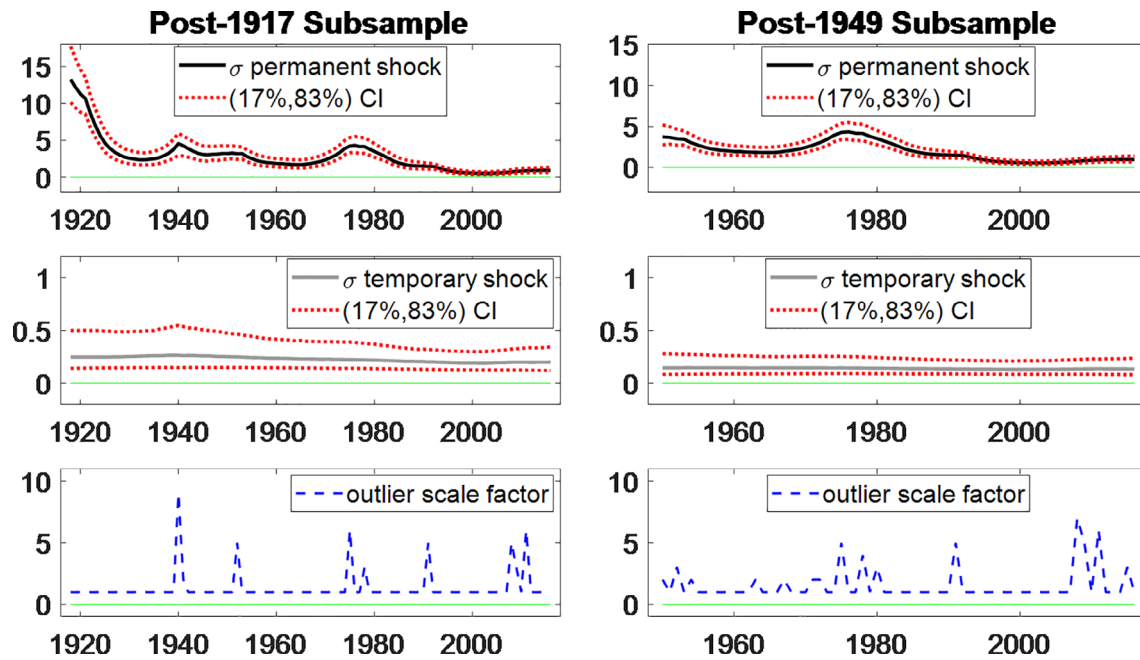 Post-1917 Subsample
σ permanent shock
(17%,83%) CI
15
10
5
0
1920 1940 1960 1980 2000
σ temporary shock
(17%,83%) CI
1
0.5
0
1920 1940 1960 1980 2000
outlier scale factor
10
5
0
1920 1940 1960 1980 2000
Post-1949 Subsample
σ permanent shock
(17%,83%) CI
15
10
5
0
1960 1980 2000
σ temporary shock
(17%,83%) CI
1
0.5
0
1960 1980 2000
outlier scale factor
10
5
0
1960 1980 2000